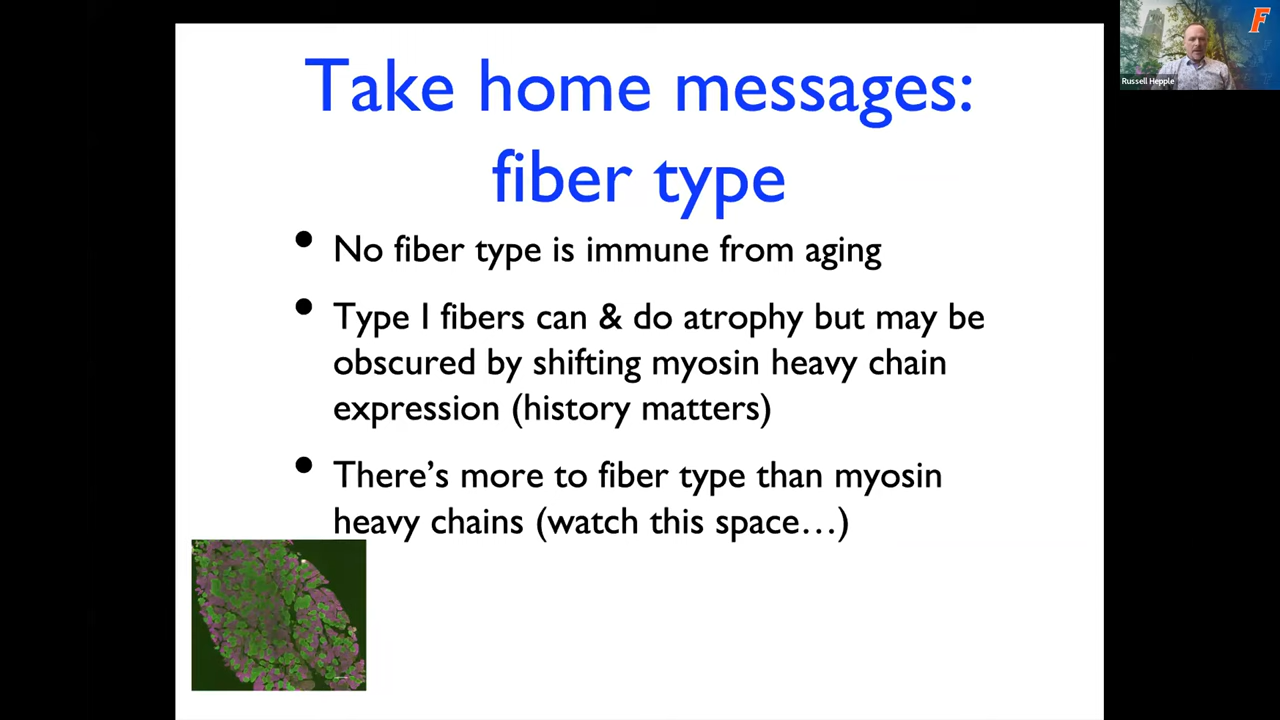 Take home messages:
fiber type
• No fiber type is immune from aging
• Type I fibers can & do atrophy but may be
obscured by shifting myosin heavy chain
expression (history matters)
• There's more to fiber type than myosin
heavy chains (watch this space…)
F
Russell Hepple